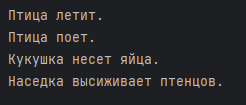 Птица летит.
Птица поет.
Кукушка несет яйца.
Наседка высиживает птенцов.